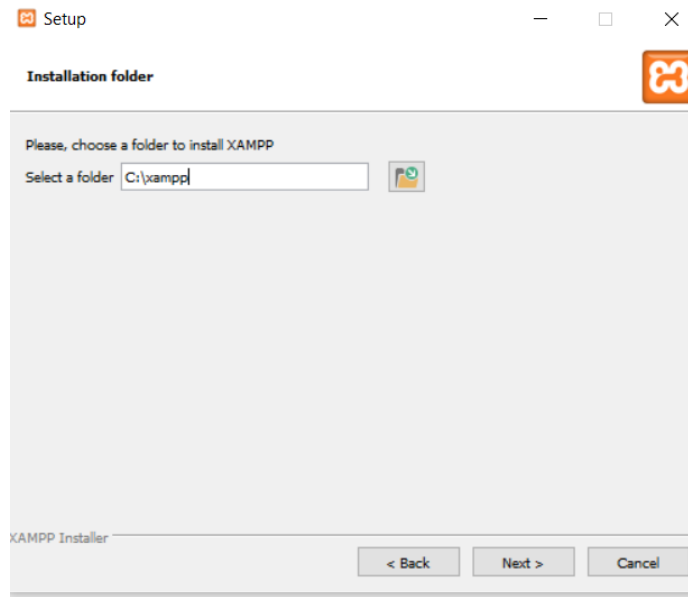 Setup
Installation folder
Please, choose a folder to install XAMPP
Select a folder C:\xampp
XAMPP Installer
< Back Next > Cancel